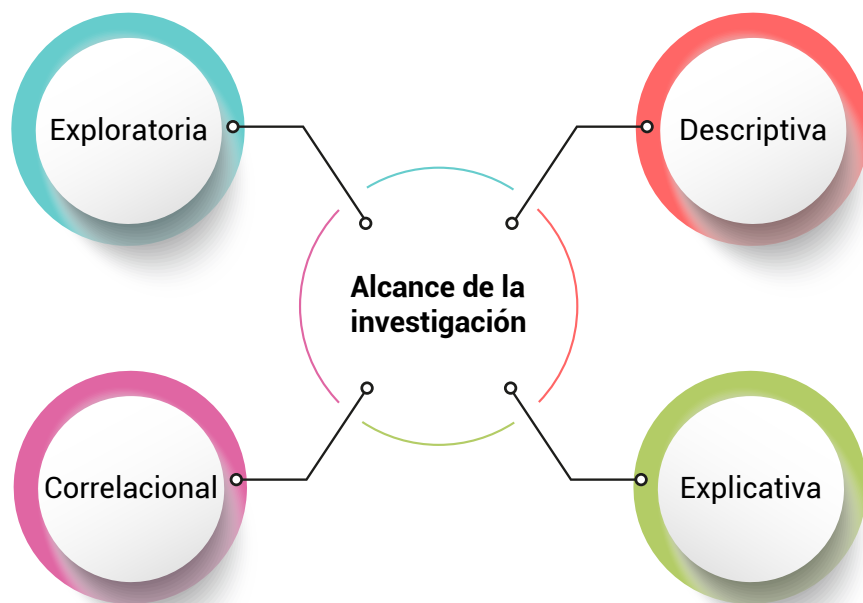 Exploratoria
Descriptiva
Alcance de la
investigación
Correlacional
Explicativa